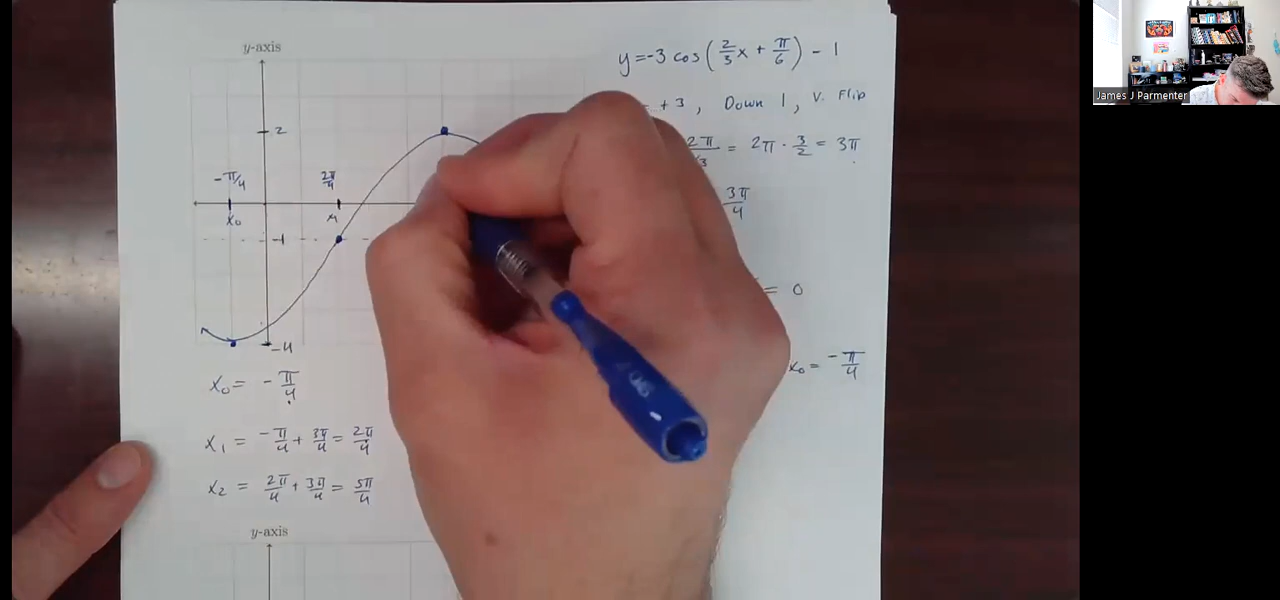 y-axis
y=-3 cos(2/3 x + π/6) - 1
+3, Down 1, V. Flip
2
2π/3 = 2π · 3/2 = 3π
-π/4
2π/4
3π/4
x₀
x₁
-1
= 0
-4
x₀ = -π/4
x₀ = -π/4
x₁ = -π/4 + 3π/4 = 2π/4
x₂ = 2π/4 + 3π/4 = 5π/4
y-axis
James J Parmenter